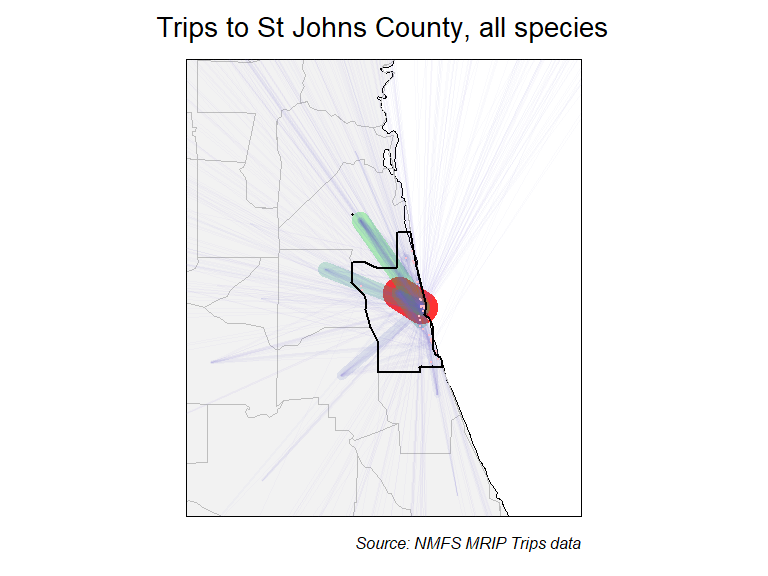 Trips to St Johns County, all species
Source: NMFS MRIP Trips data